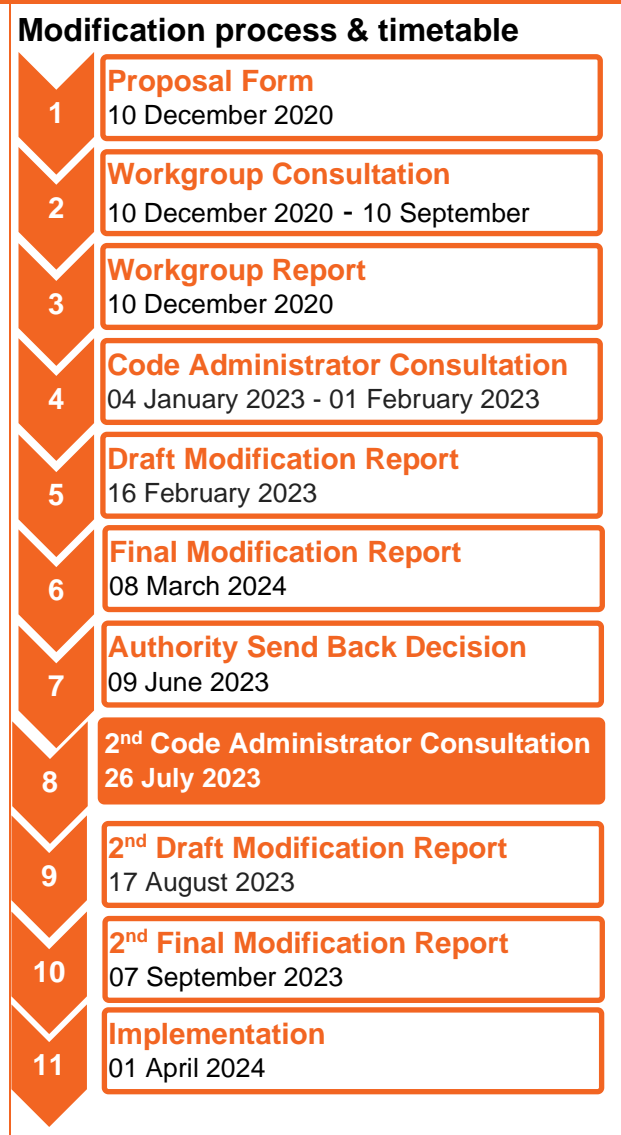 Modification process & timetable
Proposal Form
1
10 December 2020
Workgroup Consultation
2
10 December 2020 - 10 September
Workgroup Report
3
10 December 2020
Code Administrator Consultation
4
04 January 2023 - 01 February 2023
Draft Modification Report
5
16 February 2023
Final Modification Report
6
08 March 2024
Authority Send Back Decision
7
09 June 2023
2nd Code Administrator Consultation
8
26 July 2023
2nd Draft Modification Report
9
17 August 2023
2nd Final Modification Report
10
07 September 2023
Implementation
11
01 April 2024